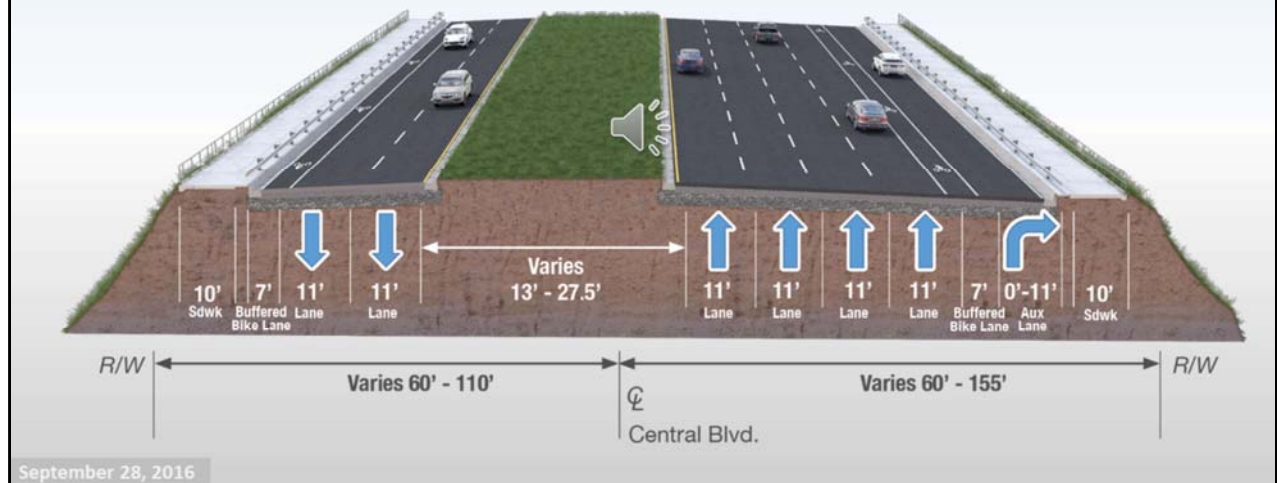 10'
Sdwk
7'
Buffered
Bike Lane
11'
Lane
11'
Lane
Varies
13' - 27.5'
11'
Lane
11'
Lane
11'
Lane
11'
Lane
7'
Buffered
Bike Lane
0'-11'
Aux
Lane
10'
Sdwk
R/W
Varies 60' - 110'
Varies 60' - 155'
R/W
℄
Central Blvd.
September 28, 2016